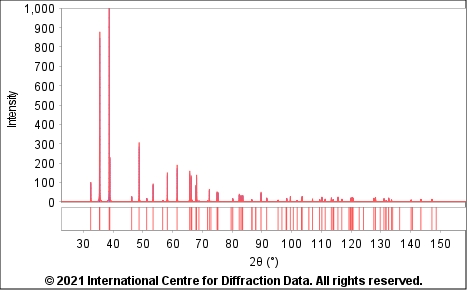 1,000
900
800
700
600
500
400
300
200
100
0
Intensity
30 40 50 60 70 80 90 100 110 120 130 140 150
2θ (°)
© 2021 International Centre for Diffraction Data. All rights reserved.